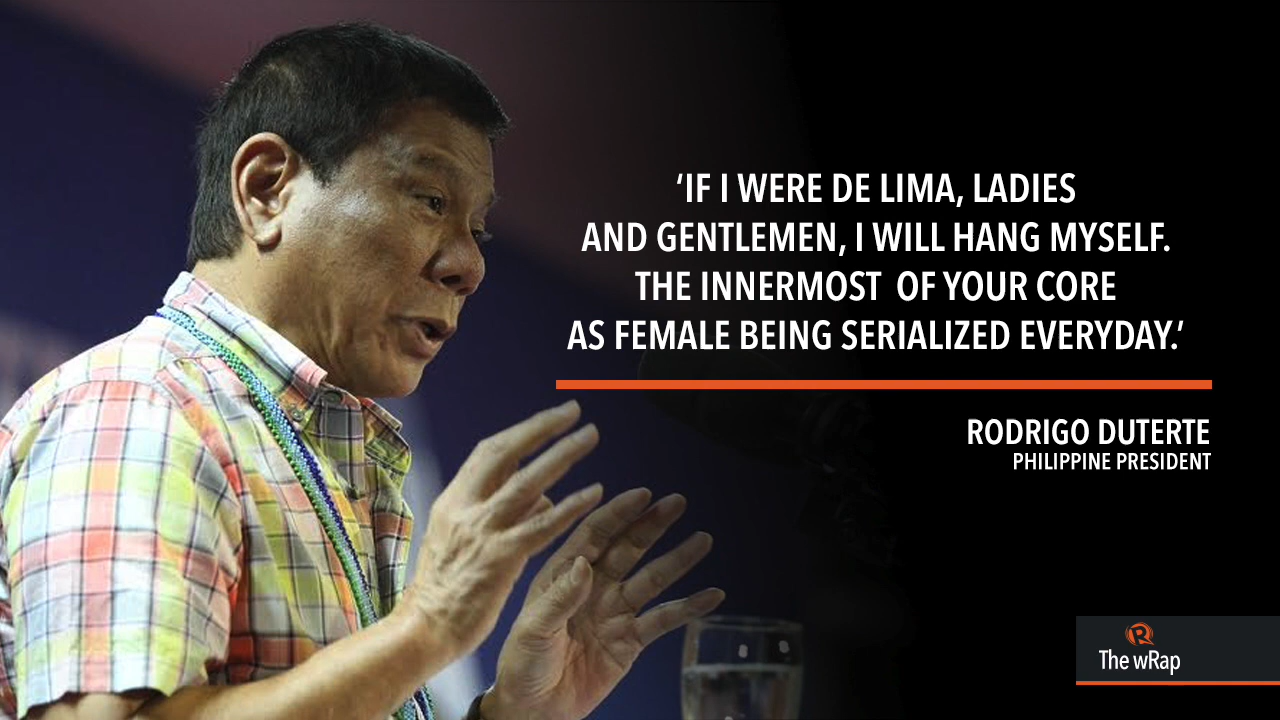 ‘IF I WERE DE LIMA, LADIES
AND GENTLEMEN, I WILL HANG MYSELF.
THE INNERMOST OF YOUR CORE
AS FEMALE BEING SERIALIZED EVERYDAY.’
RODRIGO DUTERTE
PHILIPPINE PRESIDENT
R
The wRap